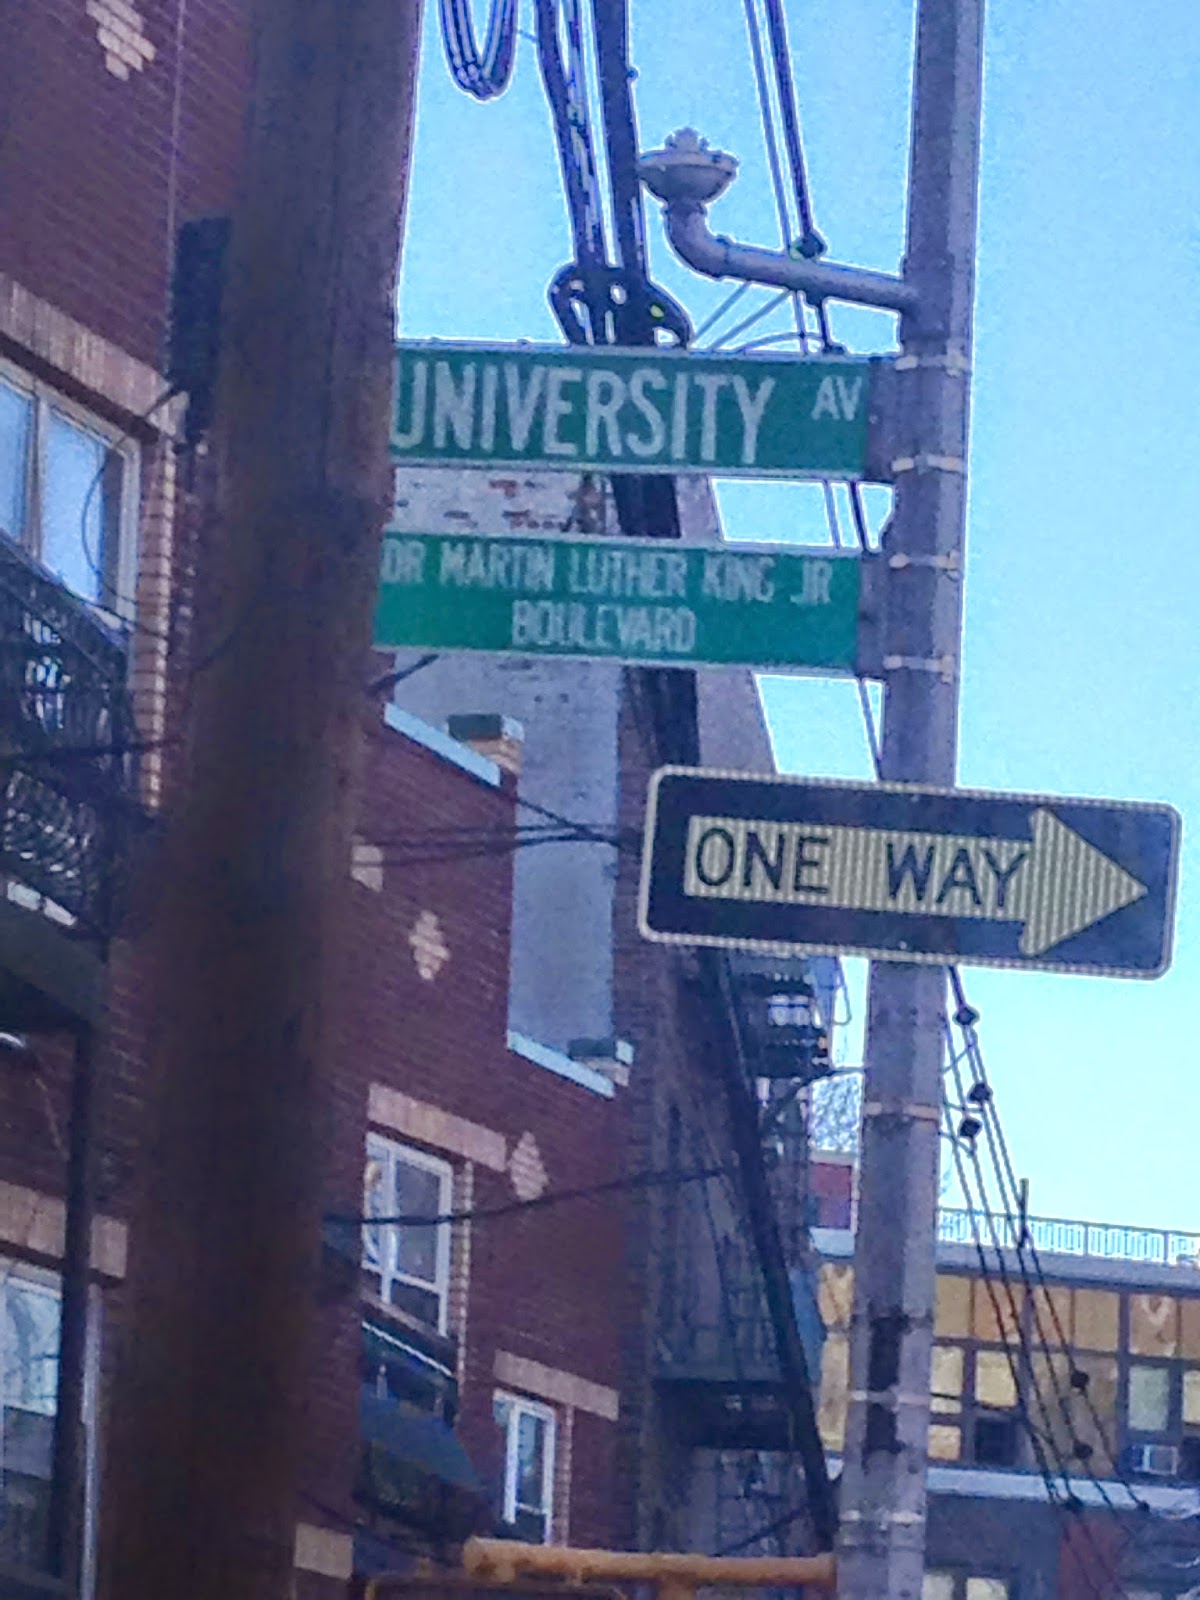 UNIVERSITY AV
DR MARTIN LUTHER KING JR
BOULEVARD
ONE WAY